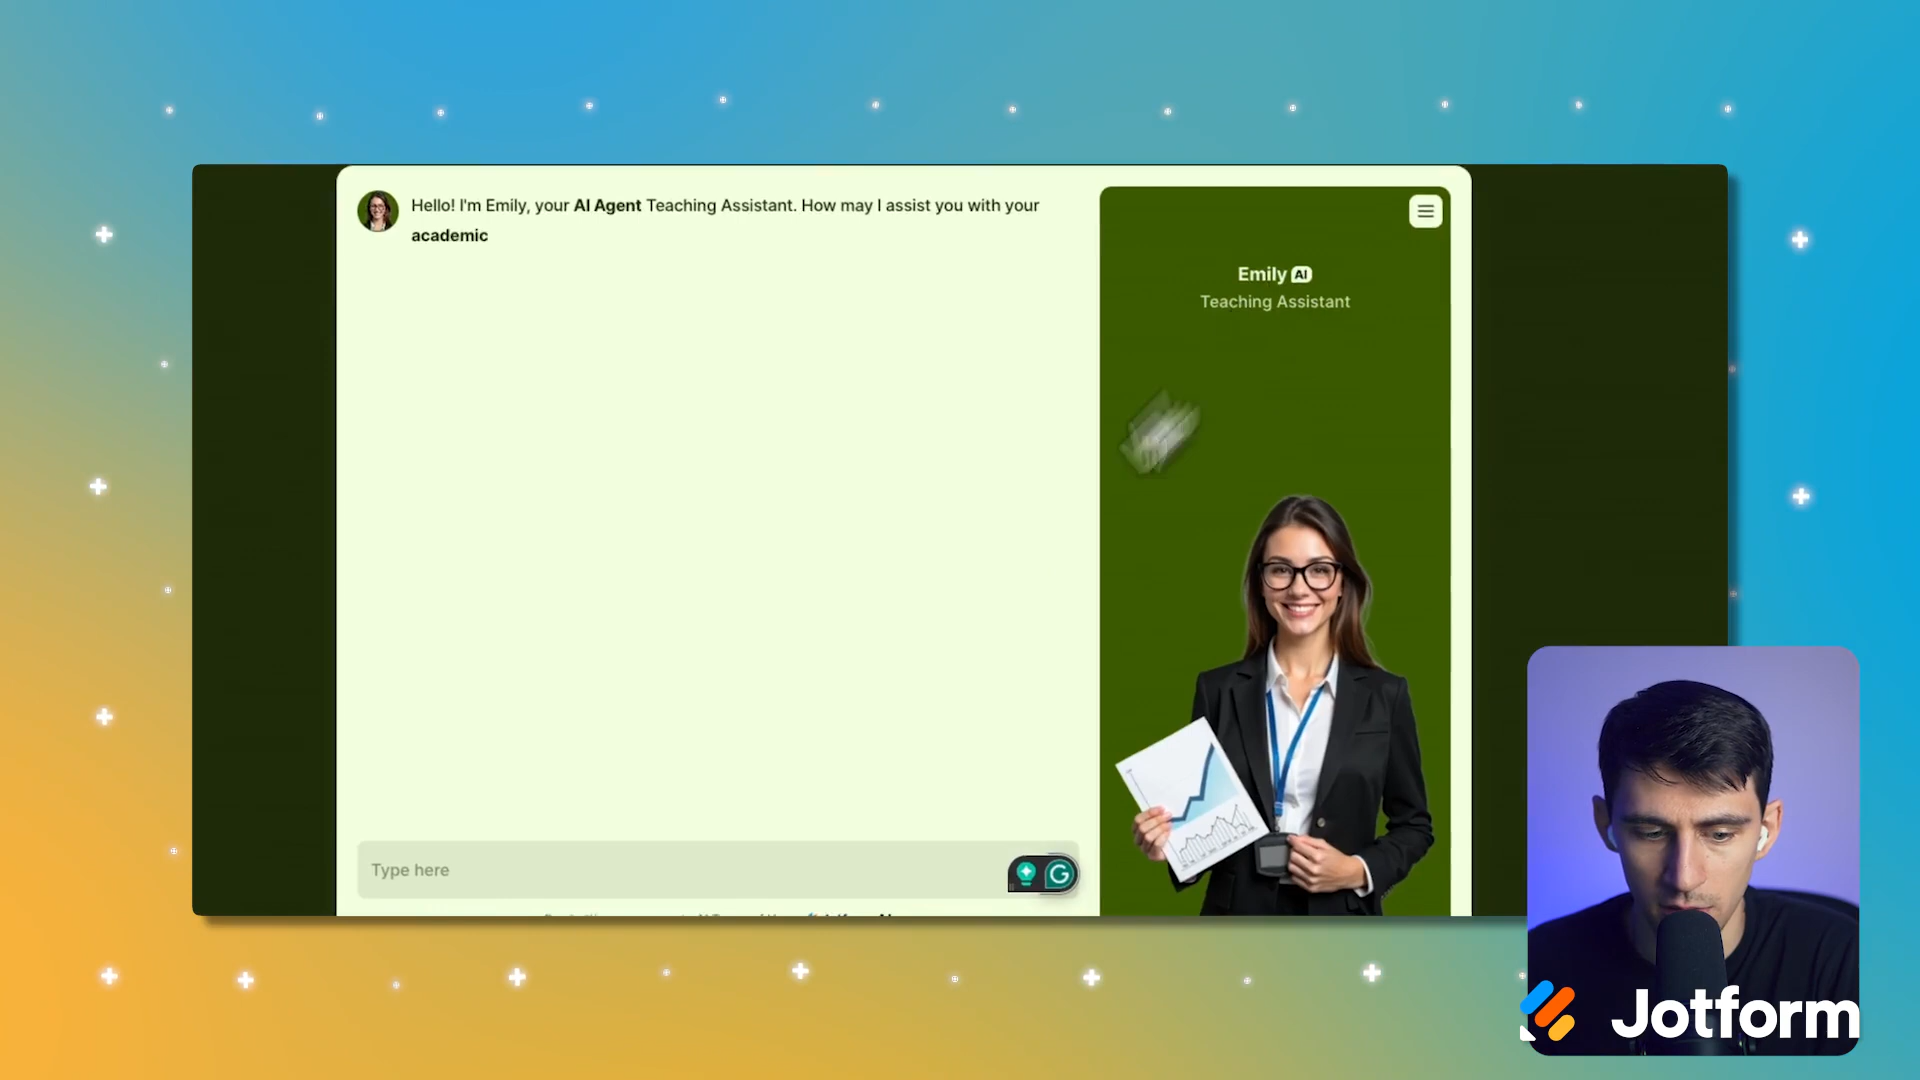 Hello! I'm Emily, your AI Agent Teaching Assistant. How may I assist you with your
academic
Emily AI
Teaching Assistant
Type here
Jotform